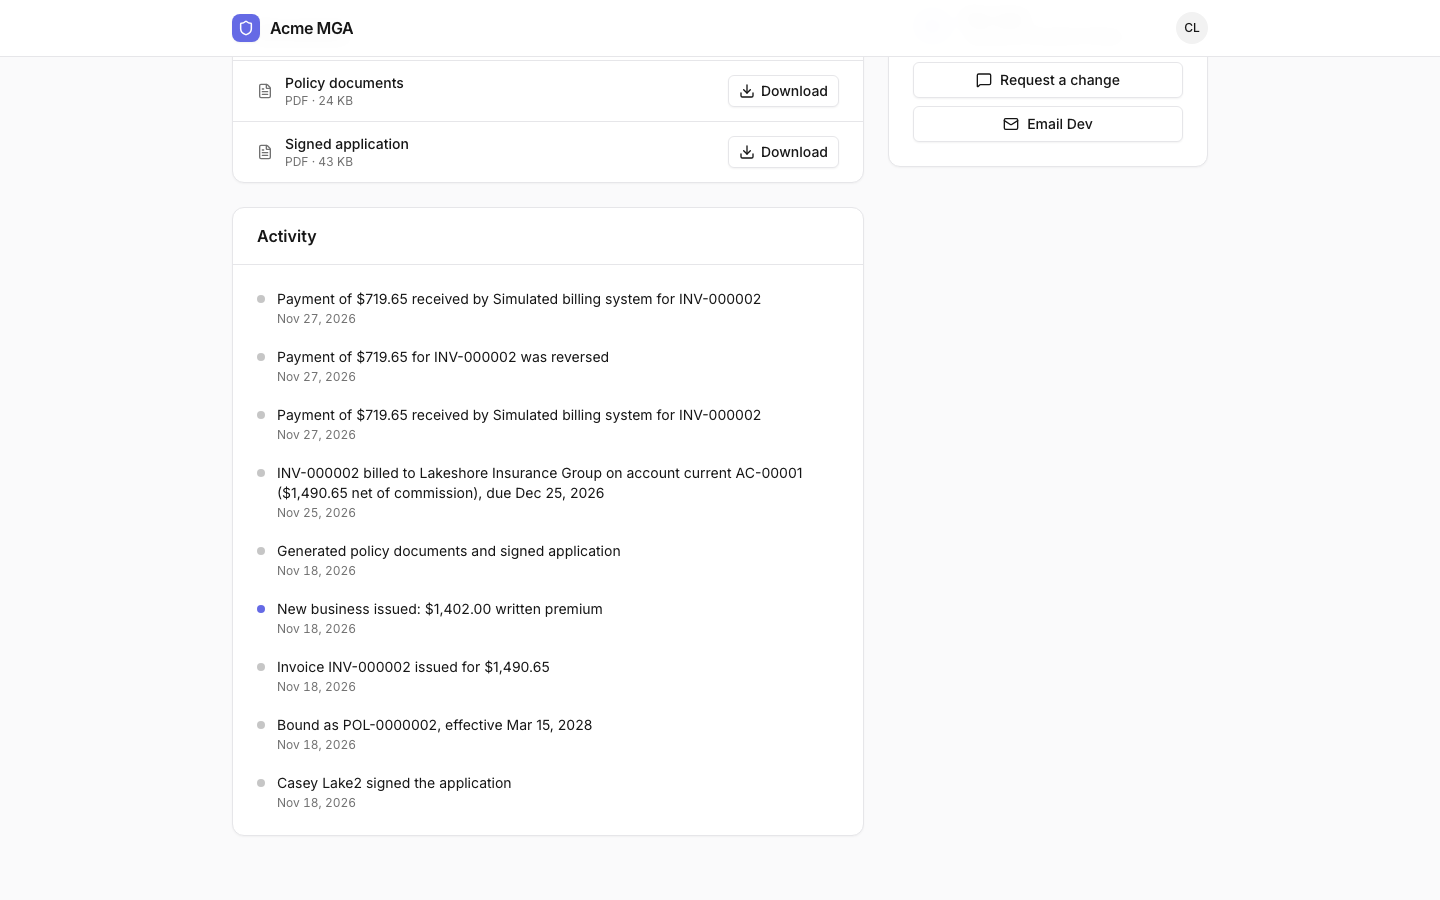 Acme MGA
CL
Policy documents
PDF · 24 KB
Download
Signed application
PDF · 43 KB
Download
Request a change
Email Dev
Activity
Payment of $719.65 received by Simulated billing system for INV-000002
Nov 27, 2026
Payment of $719.65 for INV-000002 was reversed
Nov 27, 2026
Payment of $719.65 received by Simulated billing system for INV-000002
Nov 27, 2026
INV-000002 billed to Lakeshore Insurance Group on account current AC-00001
($1,490.65 net of commission), due Dec 25, 2026
Nov 25, 2026
Generated policy documents and signed application
Nov 18, 2026
New business issued: $1,402.00 written premium
Nov 18, 2026
Invoice INV-000002 issued for $1,490.65
Nov 18, 2026
Bound as POL-0000002, effective Mar 15, 2028
Nov 18, 2026
Casey Lake2 signed the application
Nov 18, 2026